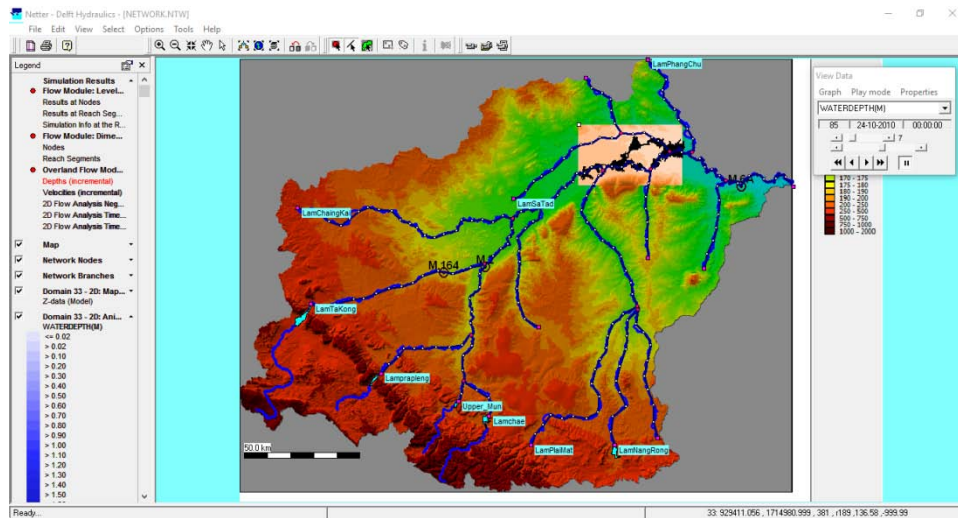 Netter - Delft Hydraulics - [NETWORK.NTW]
File Edit View Select Options Tools Help
Legend
Simulation Results
Flow Module: Level...
Results at Nodes
Results at Reach Seg...
Simulation Info at the R...
Flow Module: Dime...
Nodes
Reach Segments
Overland Flow Mod...
Depths (incremental)
Velocities (incremental)
2D Flow Analysis Neg...
2D Flow Analysis Time...
2D Flow Analysis Time...
Map
Network Nodes
Network Branches
Domain 33 - 2D: Map...
Z-data (Model)
Domain 33 - 2D: Ani...
WATERDEPTH(M)
<= 0.02
> 0.02
> 0.10
> 0.20
> 0.30
> 0.40
> 0.50
> 0.60
> 0.70
> 0.80
> 0.90
> 1.00
> 1.10
> 1.20
> 1.30
> 1.40
> 1.50
LamPhangChu
LamSaTad
LamChaingKai
M.164
LamTaKong
Lamprapleng
Upper_Mun
Lamchae
LamPlaiMat
LamNangRong
50.0 km
View Data
Graph Play mode Properties
WATERDEPTH(M)
85 24-10-2010 00:00:00
7
170 - 175
175 - 180
180 - 190
190 - 200
200 - 250
250 - 500
500 - 750
750 - 1000
1000 - 2000
Ready...
33: 929411.056 , 1714980.999 , 381 , r189 ,136.58 ,-999.99